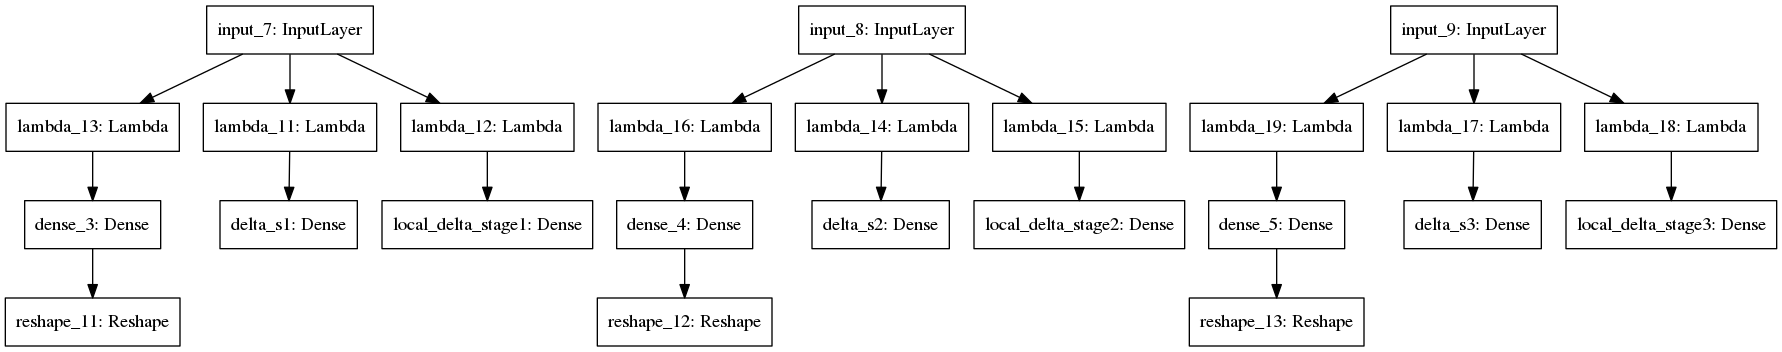 input_7: InputLayer
input_8: InputLayer
input_9: InputLayer
lambda_13: Lambda
lambda_11: Lambda
lambda_12: Lambda
lambda_16: Lambda
lambda_14: Lambda
lambda_15: Lambda
lambda_19: Lambda
lambda_17: Lambda
lambda_18: Lambda
dense_3: Dense
delta_s1: Dense
local_delta_stage1: Dense
dense_4: Dense
delta_s2: Dense
local_delta_stage2: Dense
dense_5: Dense
delta_s3: Dense
local_delta_stage3: Dense
reshape_11: Reshape
reshape_12: Reshape
reshape_13: Reshape